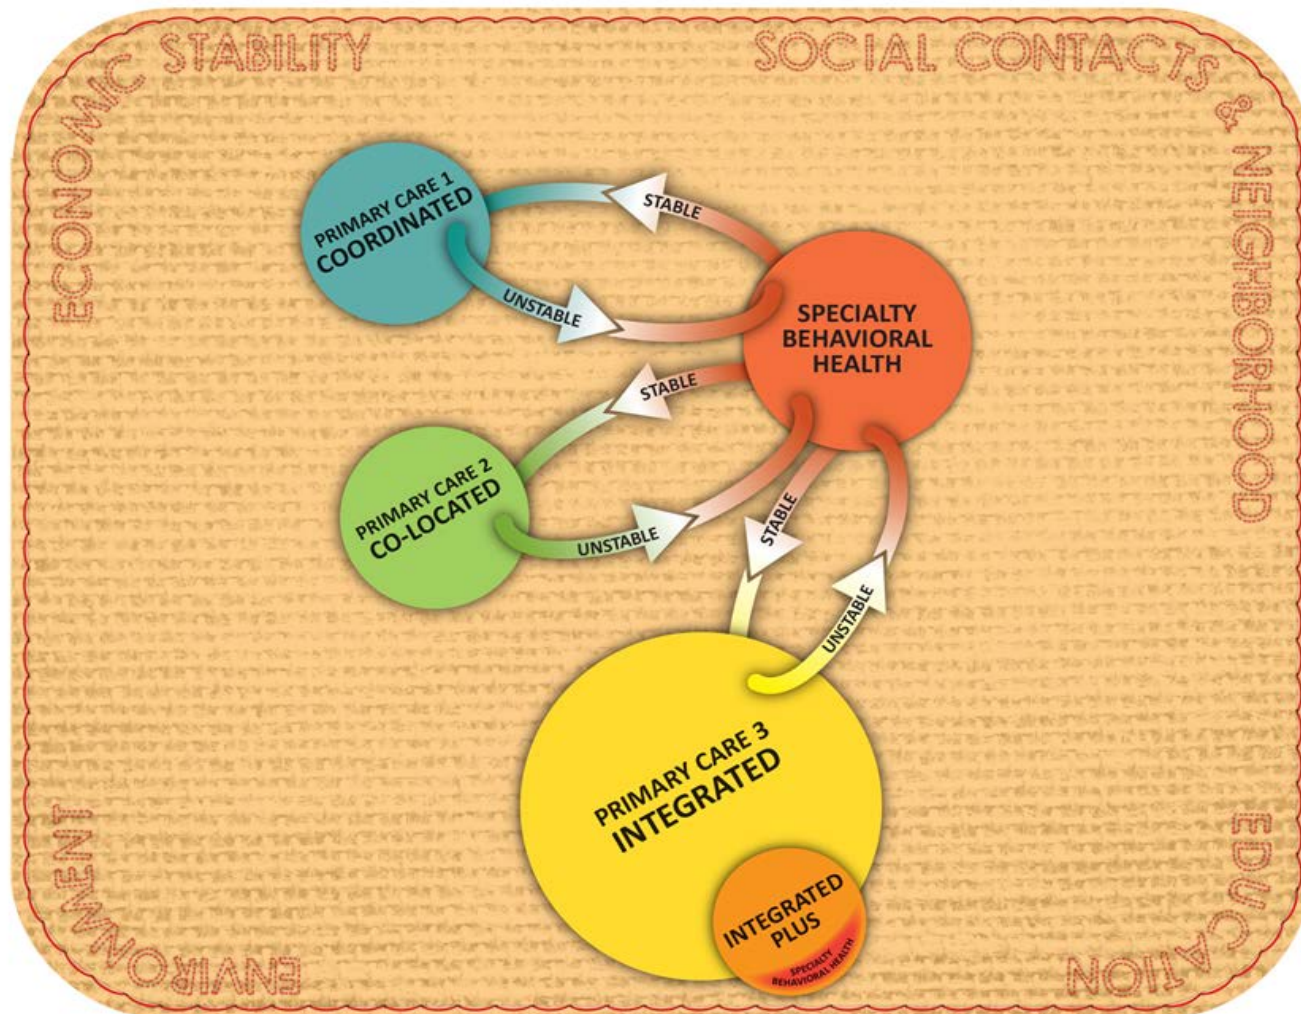 ECONOMIC STABILITY
SOCIAL CONTACTS & NEIGHBORHOOD
PRIMARY CARE 1
COORDINATED
STABLE
UNSTABLE
SPECIALTY
BEHAVIORAL
HEALTH
STABLE
PRIMARY CARE 2
CO-LOCATED
UNSTABLE
STABLE
UNSTABLE
PRIMARY CARE 3
INTEGRATED
INTEGRATED
PLUS
SPECIALTY
BEHAVIORAL HEALTH
ENVIRONMENT
EDUCATION